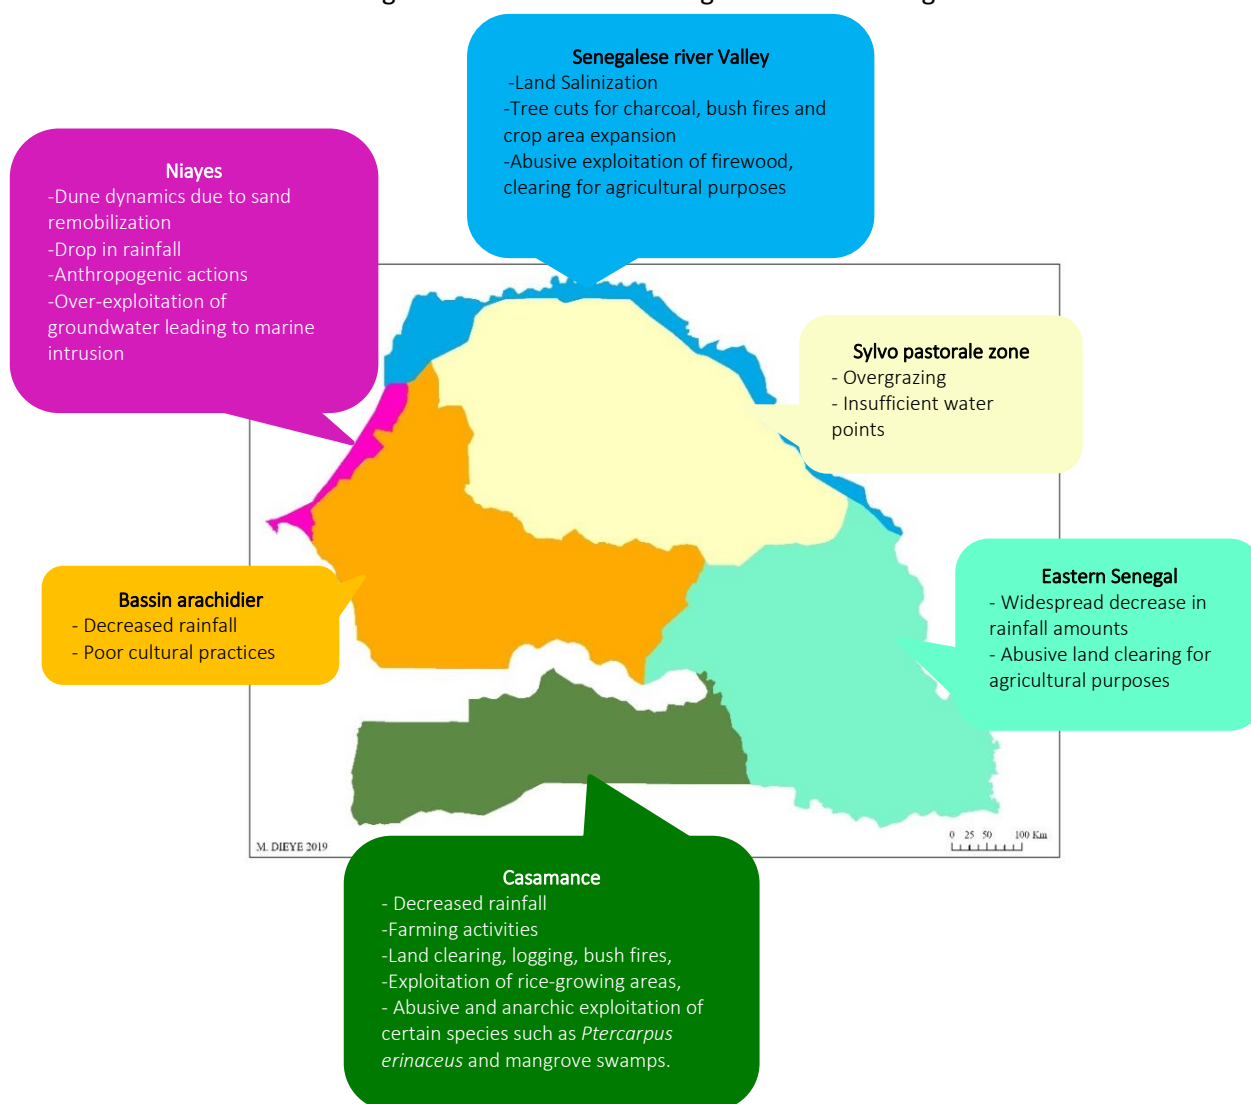 Senegalese river Valley
-Land Salinization
-Tree cuts for charcoal, bush fires and
crop area expansion
-Abusive exploitation of firewood,
clearing for agricultural purposes
Niayes
-Dune dynamics due to sand
remobilization
-Drop in rainfall
-Anthropogenic actions
-Over-exploitation of
groundwater leading to marine
intrusion
Sylvo pastorale zone
- Overgrazing
- Insufficient water
points
Bassin arachidier
- Decreased rainfall
- Poor cultural practices
Eastern Senegal
- Widespread decrease in
rainfall amounts
- Abusive land clearing for
agricultural purposes
M. DIEYE 2019
0 25 50 100 Km
Casamance
- Decreased rainfall
-Farming activities
-Land clearing, logging, bush fires,
-Exploitation of rice-growing areas,
- Abusive and anarchic exploitation of
certain species such as Ptercarpus
erinaceus and mangrove swamps.